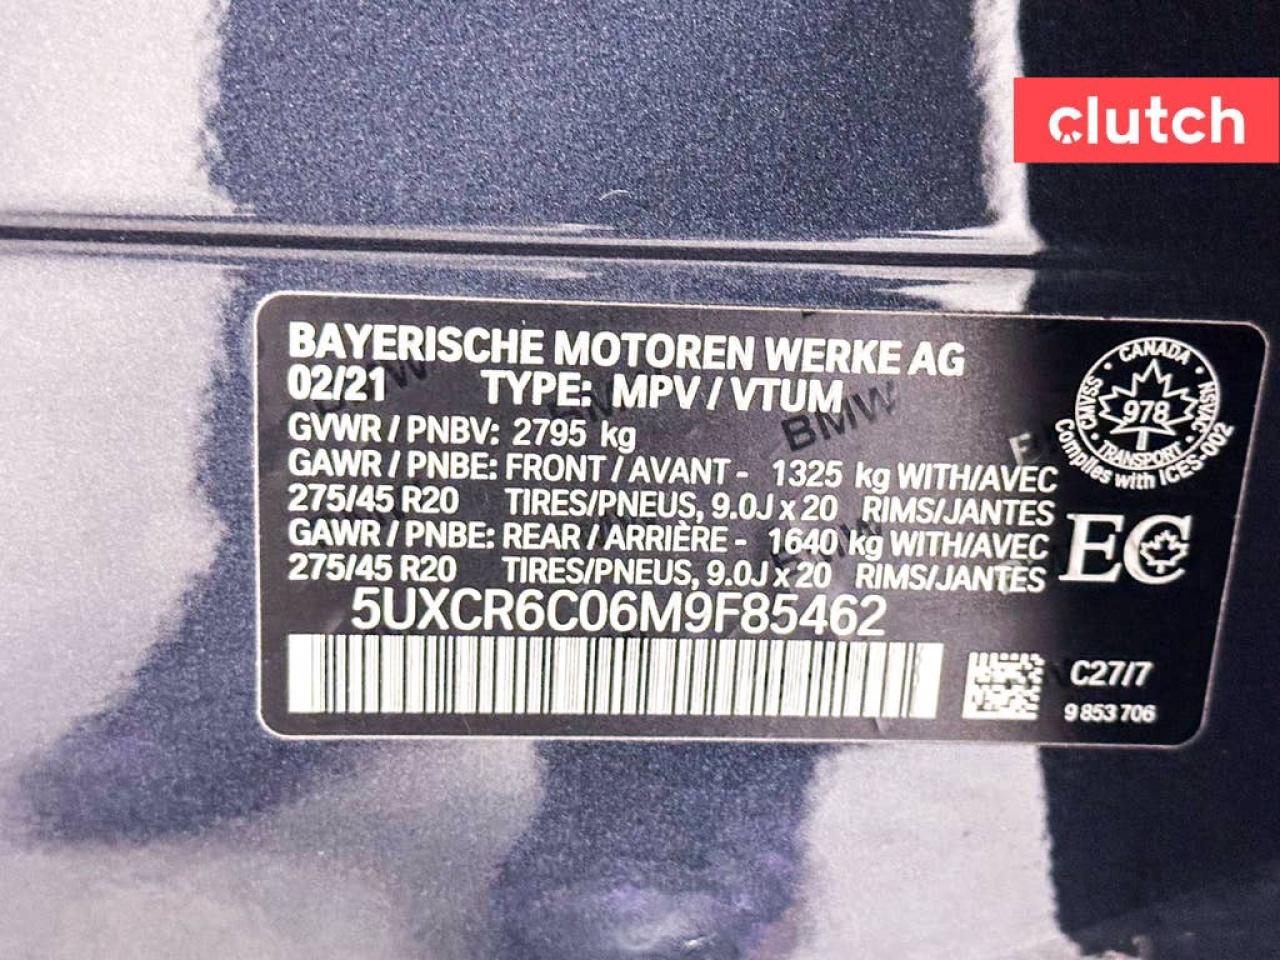 clutch
BAYERISCHE MOTOREN WERKE AG
02/21 TYPE: MPV / VTUM
GVWR / PNBV: 2795 kg
GAWR / PNBE: FRONT / AVANT - 1325 kg WITH/AVEC
275/45 R20 TIRES/PNEUS, 9.0J x 20 RIMS/JANTES
GAWR / PNBE: REAR / ARRIÈRE - 1640 kg WITH/AVEC
275/45 R20 TIRES/PNEUS, 9.0J x 20 RIMS/JANTES
5UXCR6C06M9F85462
CANADA
CMVSS NSVAC
978
TRANSPORT
Complies with ICES-002
EC
C27/7
9 853 706
BMW
BMW
BMW